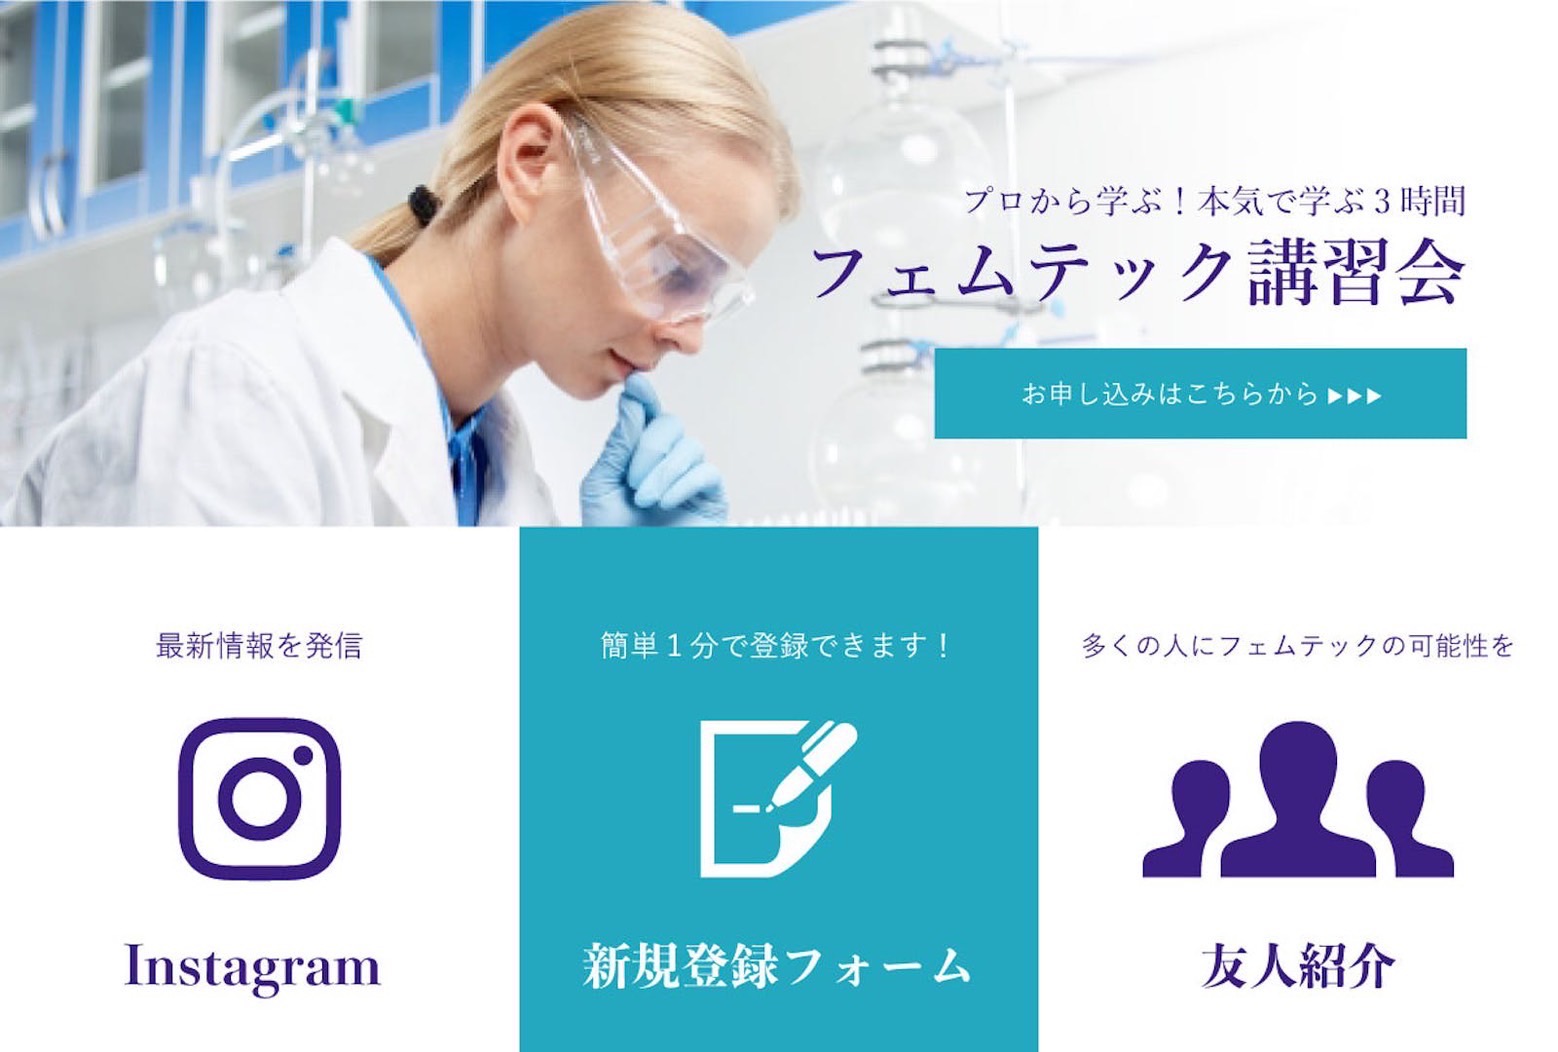 プロから学ぶ！本気で学ぶ3時間
フェムテック講習会
お申し込みはこちらから▶▶▶
最新情報を発信
Instagram
簡単1分で登録できます！
新規登録フォーム
多くの人にフェムテックの可能性を
友人紹介